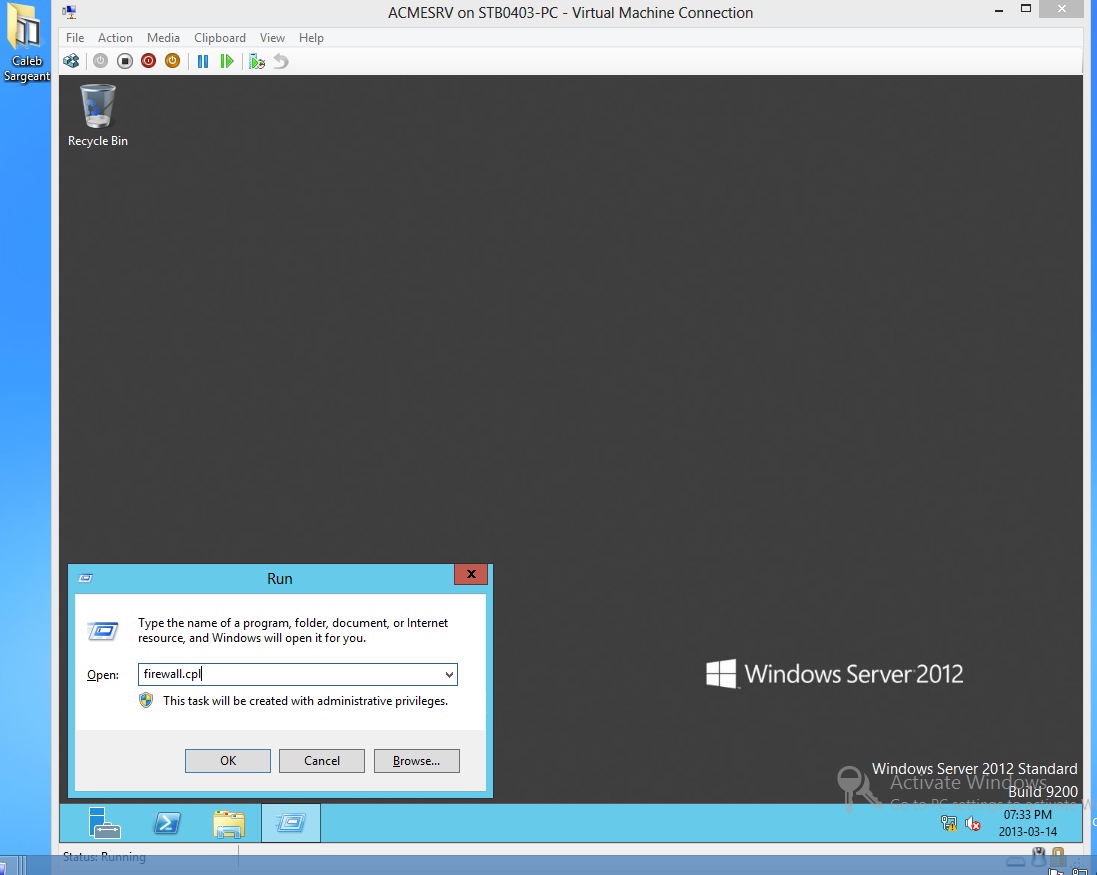 ACMESRV on STB0403-PC - Virtual Machine Connection
Caleb
Sargeant
File Action Media Clipboard View Help
Recycle Bin
Run
x
Type the name of a program, folder, document, or Internet
resource, and Windows will open it for you.
Open: firewall.cpl
This task will be created with administrative privileges.
OK Cancel Browse...
Windows Server 2012
Windows Server 2012 Standard
Activate Windows
Build 9200
Go to PC settings to activate W
07:33 PM
2013-03-14
Status: Running